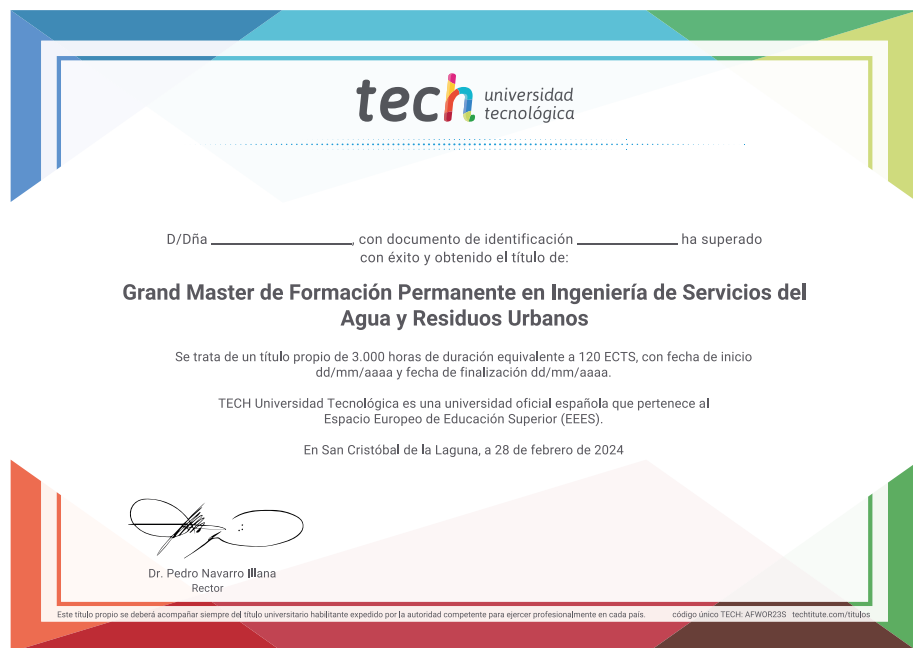 tech universidad
tecnológica
D/Dña ____________________, con documento de identificación ______________ ha superado
con éxito y obtenido el título de:
Grand Master de Formación Permanente en Ingeniería de Servicios del
Agua y Residuos Urbanos
Se trata de un título propio de 3.000 horas de duración equivalente a 120 ECTS, con fecha de inicio
dd/mm/aaaa y fecha de finalización dd/mm/aaaa.
TECH Universidad Tecnológica es una universidad oficial española que pertenece al
Espacio Europeo de Educación Superior (EEES).
En San Cristóbal de la Laguna, a 28 de febrero de 2024
Dr. Pedro Navarro Illana
Rector
Este título propio se deberá acompañar siempre del título universitario habilitante expedido por la autoridad competente para ejercer profesionalmente en cada país. código único TECH: AFWOR23S techtitute.com/titulos